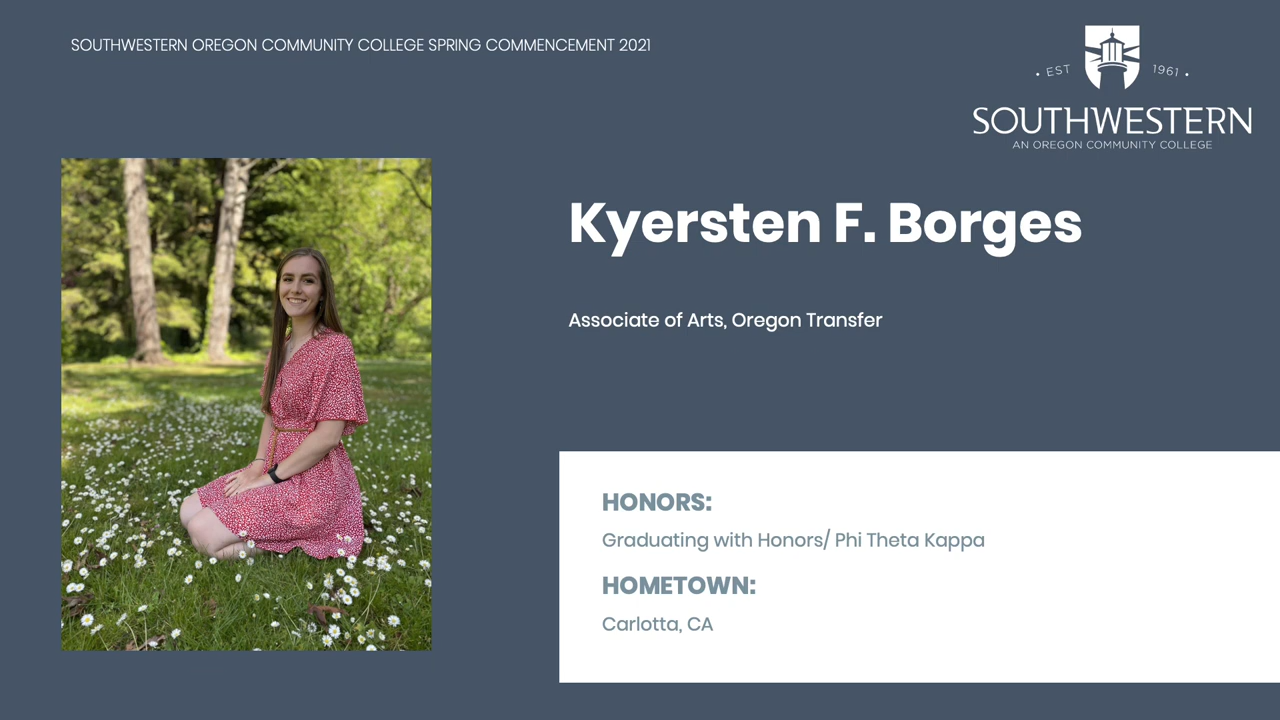 SOUTHWESTERN OREGON COMMUNITY COLLEGE SPRING COMMENCEMENT 2021
• EST 1961 •
SOUTHWESTERN
AN OREGON COMMUNITY COLLEGE
Kyersten F. Borges
Associate of Arts, Oregon Transfer
HONORS:
Graduating with Honors/ Phi Theta Kappa
HOMETOWN:
Carlotta, CA